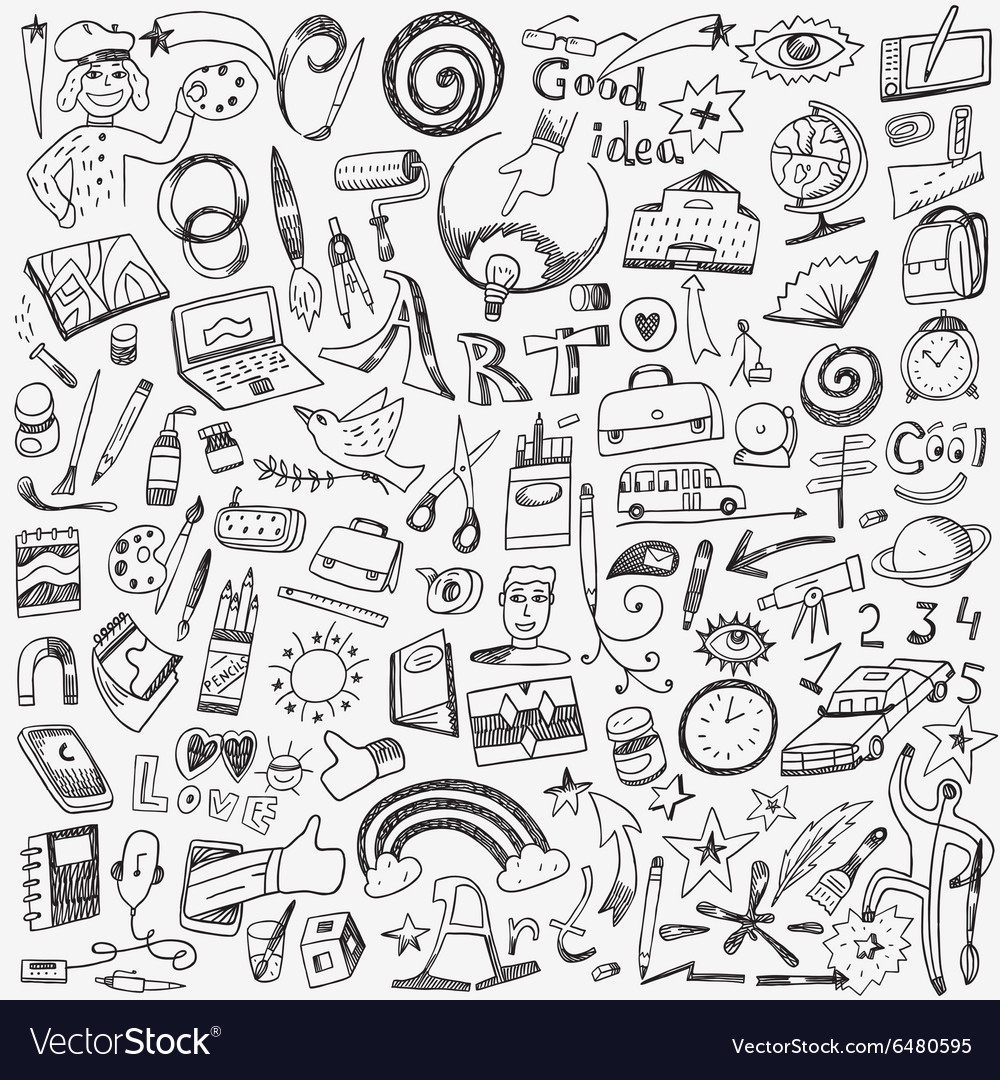 Good
idea
ART
Cool
2 3 4
1
5
PENCILS
LOVE
Art
VectorStock®
VectorStock.com/6480595